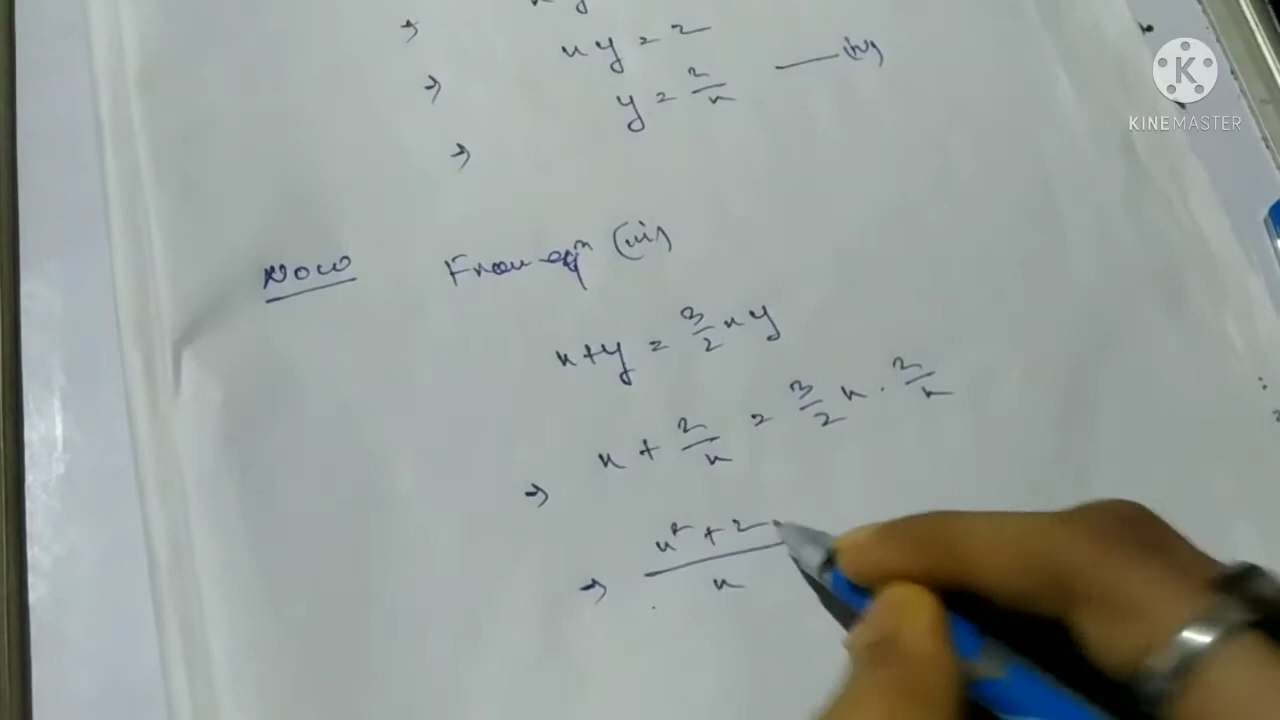 ⇒ xy = 2
⇒ y = 2/x —— (iv)
⇒
Now From eqn (iii)
x+y = 3/2 xy
⇒ x + 2/x = 3/2 x . 2/x
⇒ x² + 2 / x
K
KINEMASTER